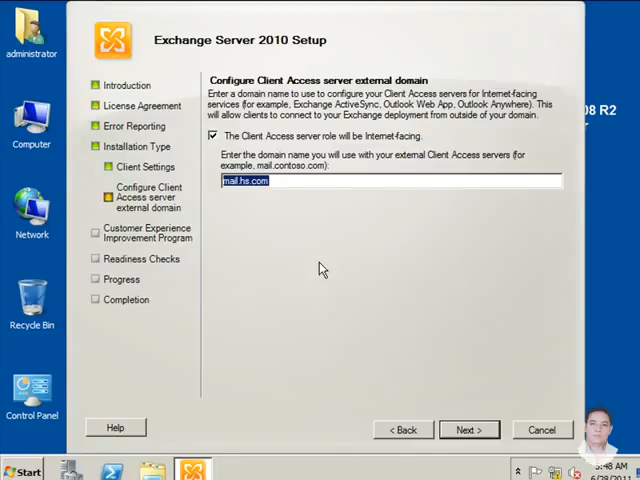 administrator
Exchange Server 2010 Setup
Introduction
License Agreement
Error Reporting
Installation Type
Client Settings
Configure Client
Access server
external domain
Customer Experience
Improvement Program
Readiness Checks
Progress
Completion
Configure Client Access server external domain
Enter a domain name to use to configure your Client Access servers for Internet-facing
services (for example, Exchange ActiveSync, Outlook Web App, Outlook Anywhere). This
will allow clients to connect to your Exchange deployment from outside of your domain.
The Client Access server role will be Internet-facing.
Enter the domain name you will use with your external Client Access servers (for
example, mail.contoso.com):
mail.hs.com
Help
< Back
Next >
Cancel
08 R2
Computer
Network
Recycle Bin
Control Panel
Start
5:48 AM
6/28/2011